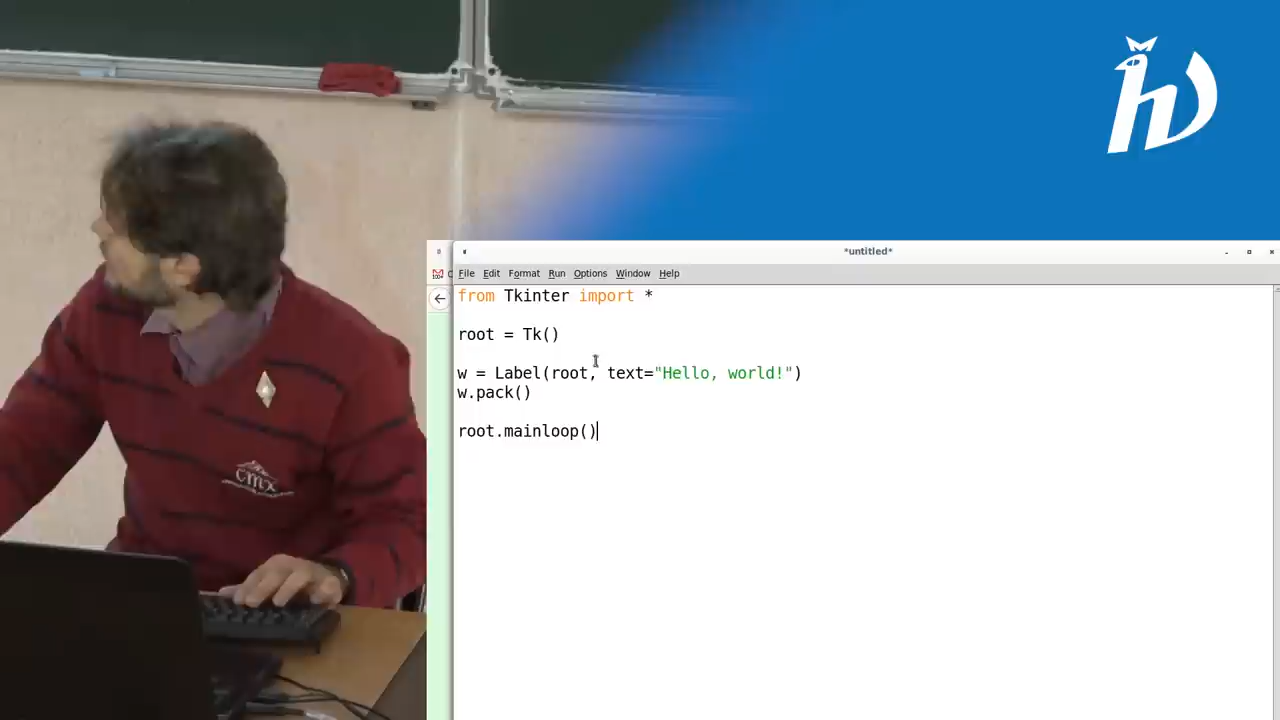 *untitled*
File Edit Format Run Options Window Help
from Tkinter import *
root = Tk()
w = Label(root, text="Hello, world!")
w.pack()
root.mainloop()
cmx